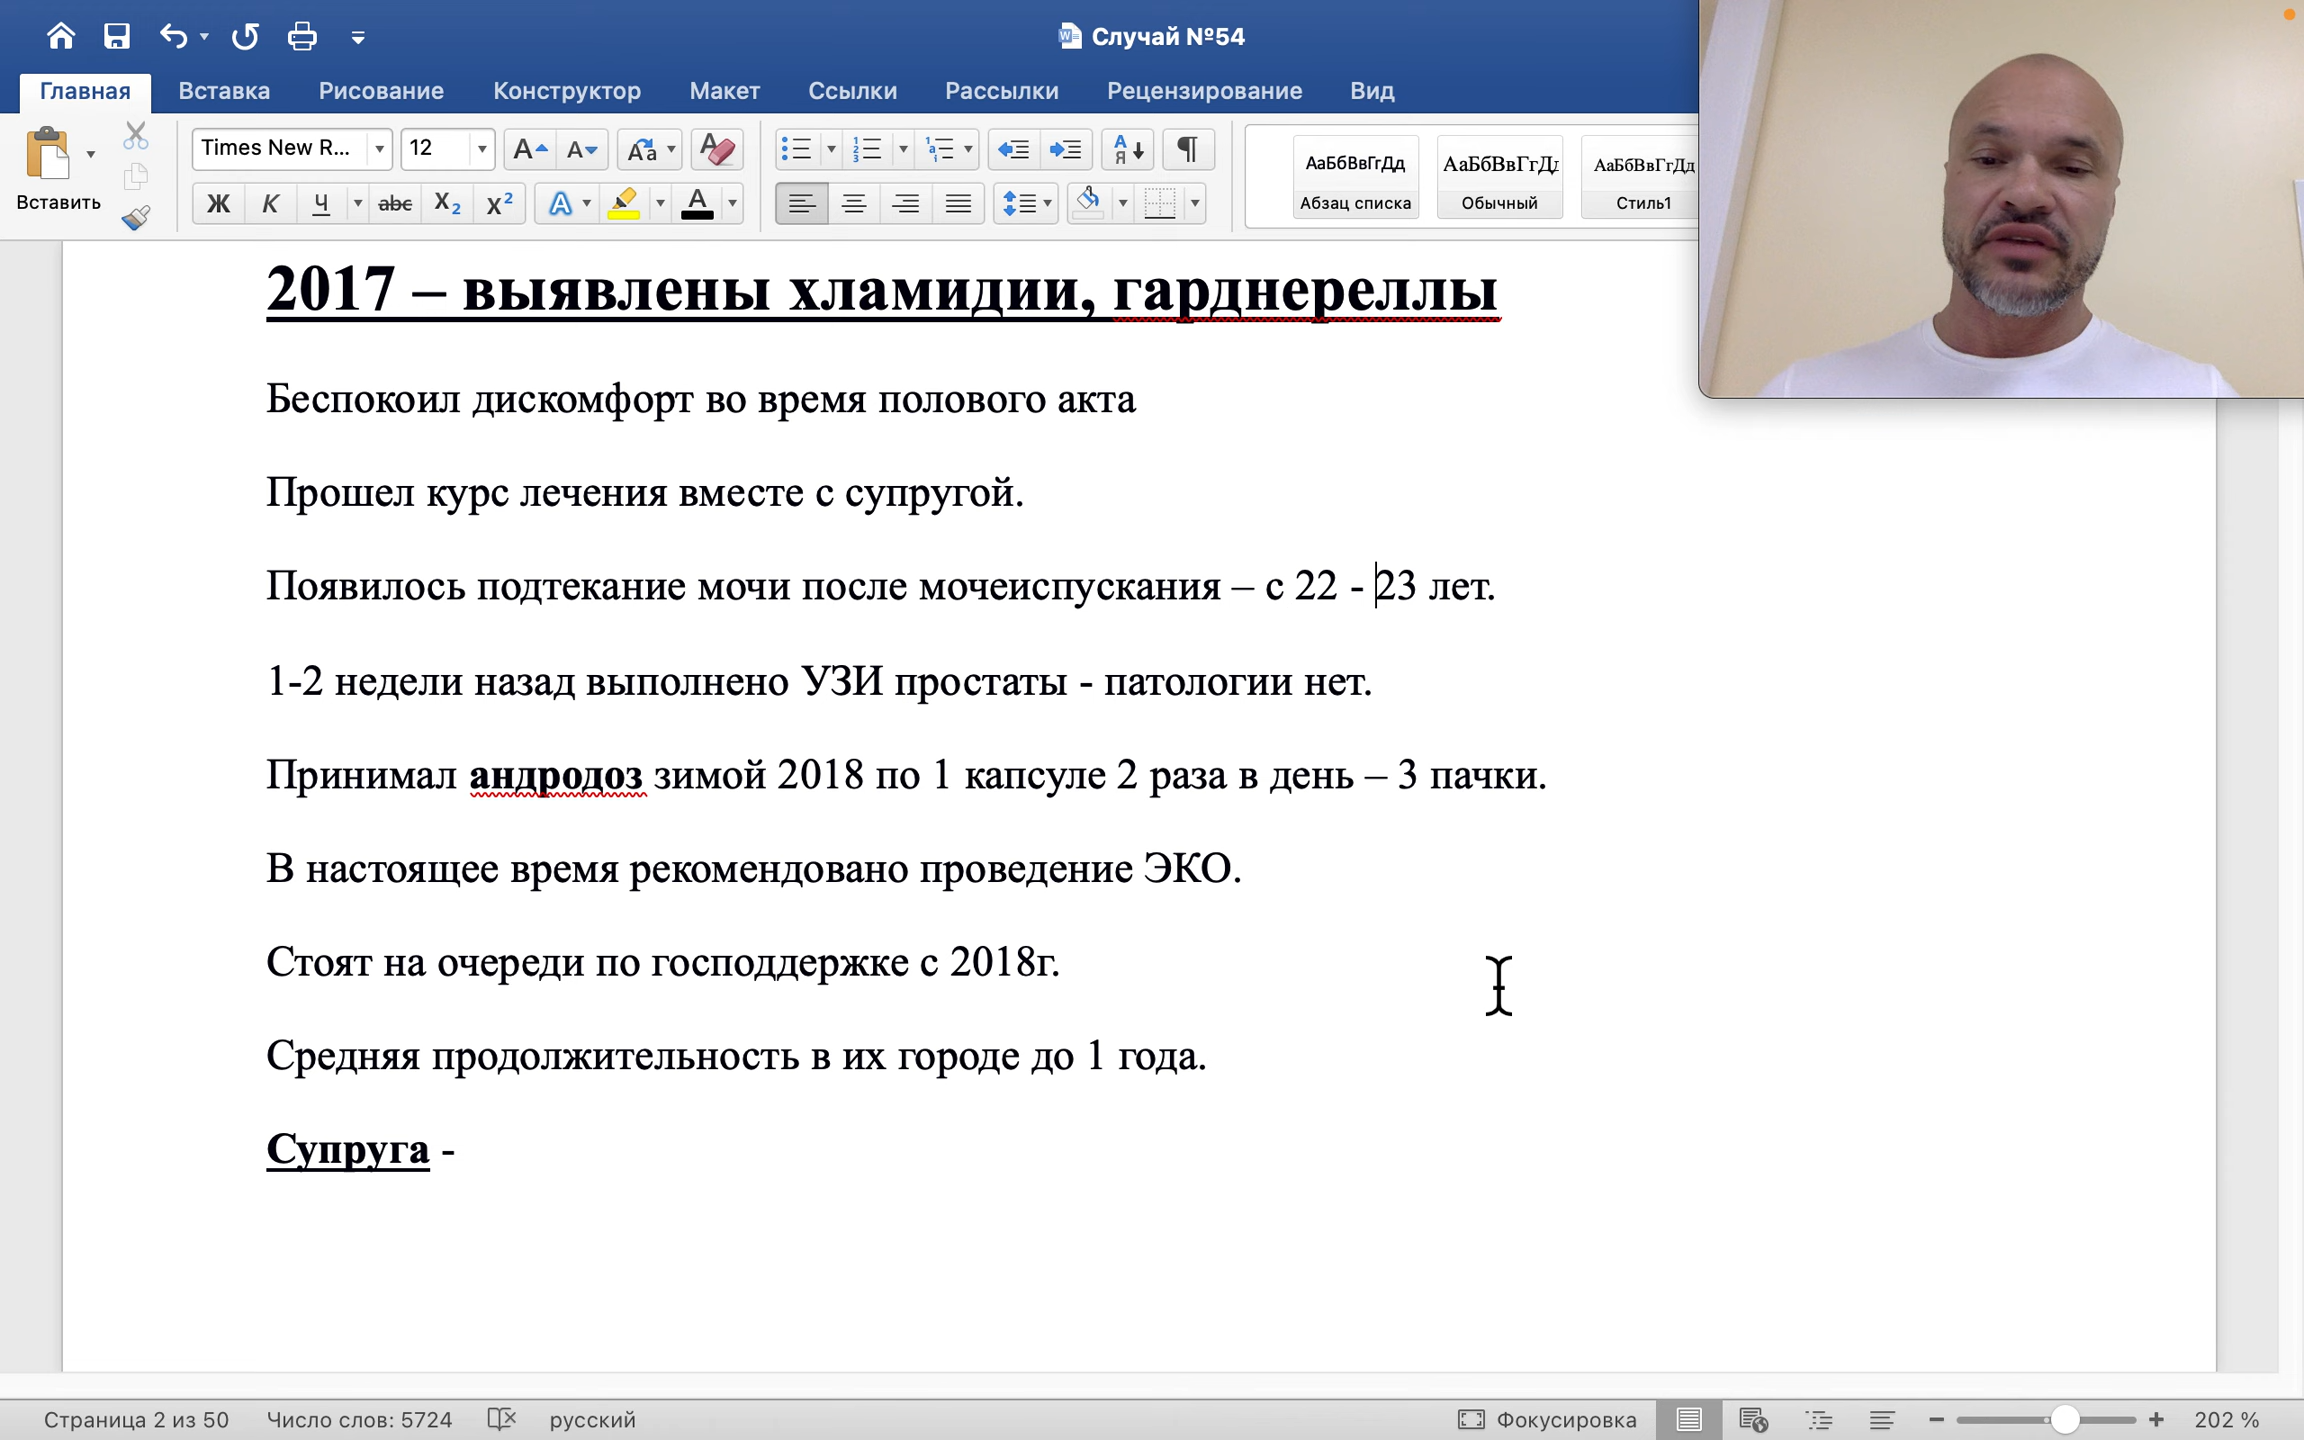 Случай №54
Главная Вставка Рисование Конструктор Макет Ссылки Рассылки Рецензирование Вид
Вставить
Times New R... 12
АаБбВвГгДд АаБбВвГгДд АаБбВвГгДд
Ж К Ч abc X₂ X²
Абзац списка Обычный Стиль1
2017 – выявлены хламидии, гарднереллы
Беспокоил дискомфорт во время полового акта
Прошел курс лечения вместе с супругой.
Появилось подтекание мочи после мочеиспускания – с 22 - 23 лет.
1-2 недели назад выполнено УЗИ простаты - патологии нет.
Принимал андродоз зимой 2018 по 1 капсуле 2 раза в день – 3 пачки.
В настоящее время рекомендовано проведение ЭКО.
Стоят на очереди по господдержке с 2018г.
Средняя продолжительность в их городе до 1 года.
Супруга -
Страница 2 из 50 Число слов: 5724 русский Фокусировка 202 %